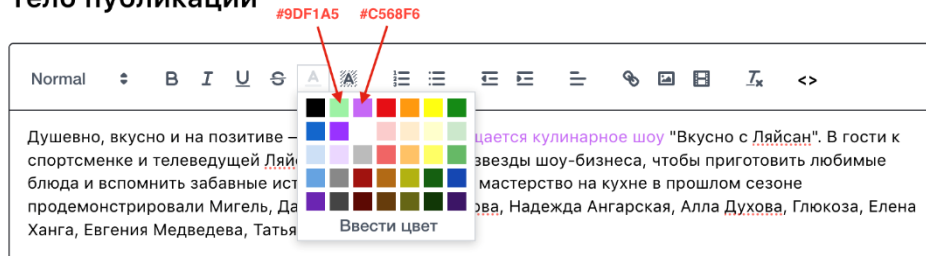 Тело публикации
#9DF1A5 #C568F6
Normal B I U S A A Tx <>
Душевно, вкусно и на позитиве – щается кулинарное шоу "Вкусно с Ляйсан". В гости к
спортсменке и телеведущей Ляй звезды шоу-бизнеса, чтобы приготовить любимые
блюда и вспомнить забавные ист мастерство на кухне в прошлом сезоне
продемонстрировали Мигель, Да ова, Надежда Ангарская, Алла Духова, Глюкоза, Елена
Ханга, Евгения Медведева, Татья
Ввести цвет